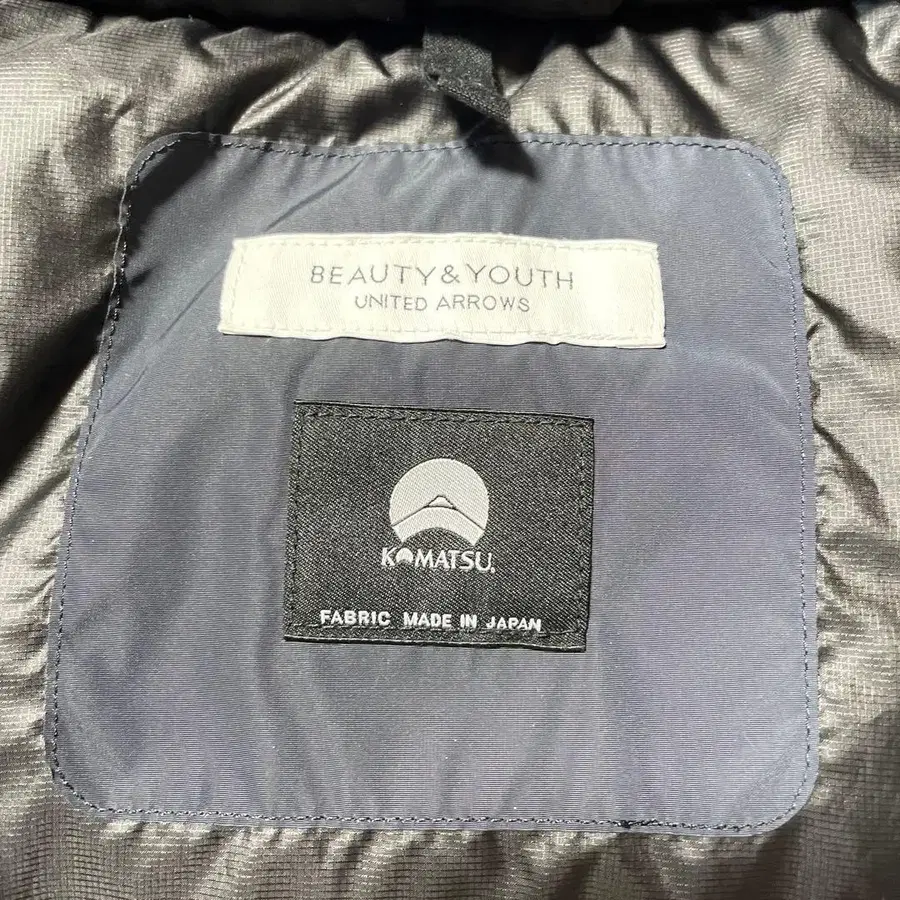 BEAUTY&YOUTH
UNITED ARROWS
KOMATSU.
FABRIC MADE IN JAPAN